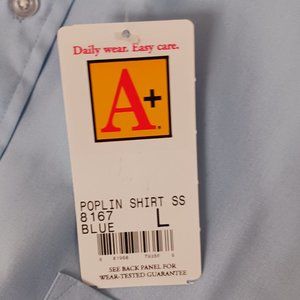 Daily wear. Easy care.
A+
POPLIN SHIRT SS
8167
BLUE L
SEE BACK PANEL FOR
WEAR-TESTED GUARANTEE